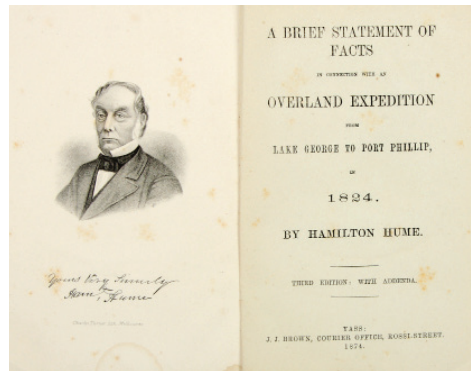 Yours Very Sincerely
Ham. Hume
A BRIEF STATEMENT OF
FACTS
IN CONNECTION WITH AN
OVERLAND EXPEDITION
FROM
LAKE GEORGE TO PORT PHILLIP,
IN
1824.
BY HAMILTON HUME.
THIRD EDITION: WITH ADDENDA.
YASS:
J. J. BROWN, COURIER OFFICE, ROSSI-STREET.
1874.